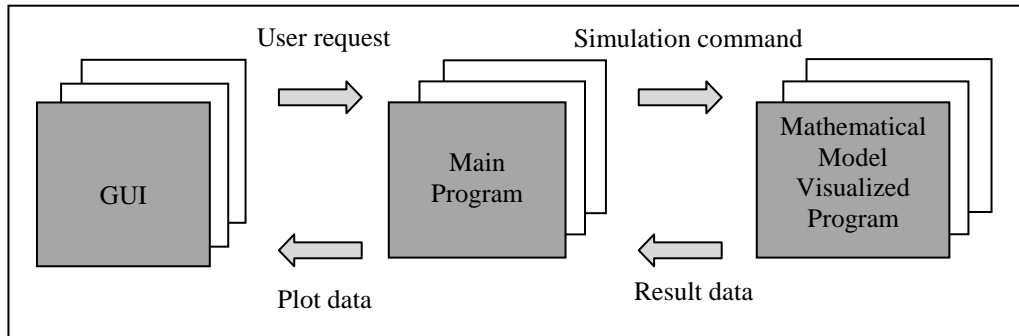 User request
Simulation command
GUI
Main
Program
Mathematical
Model
Visualized
Program
Plot data
Result data